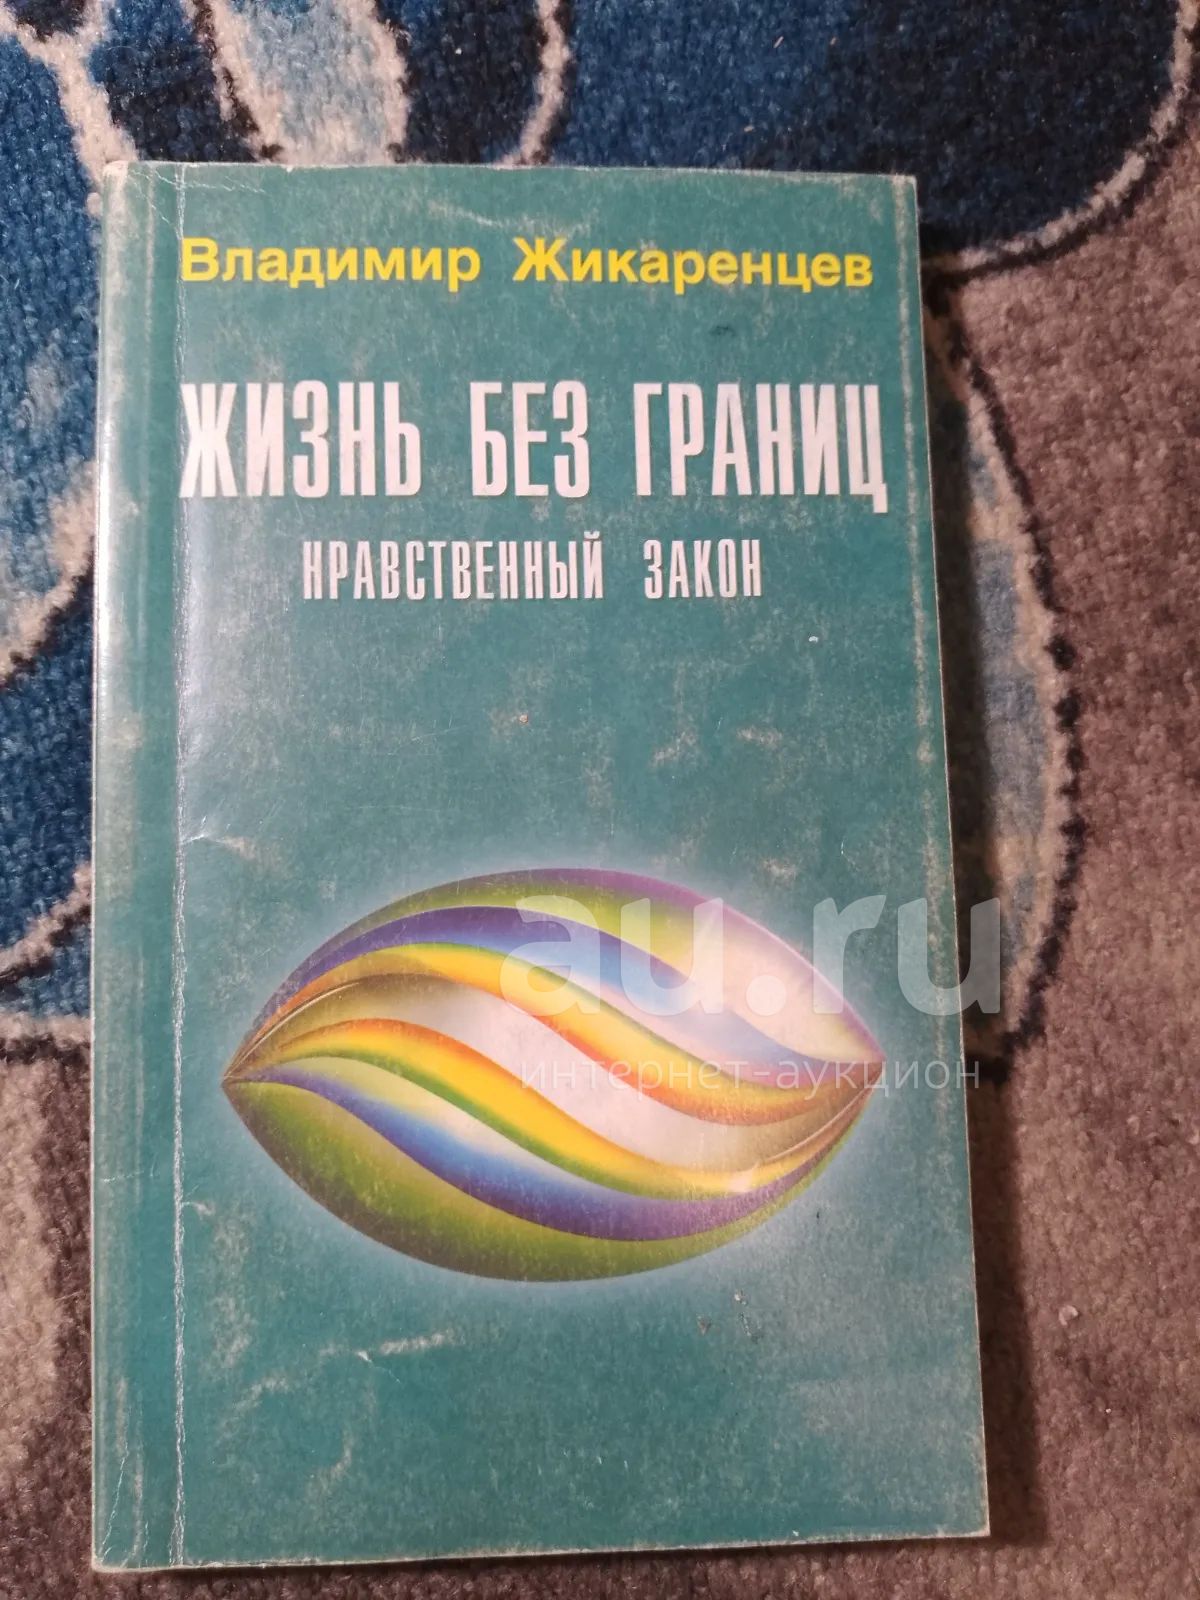 Владимир Жикаренцев
ЖИЗНЬ БЕЗ ГРАНИЦ
НРАВСТВЕННЫЙ ЗАКОН
au.ru
интернет-аукцион